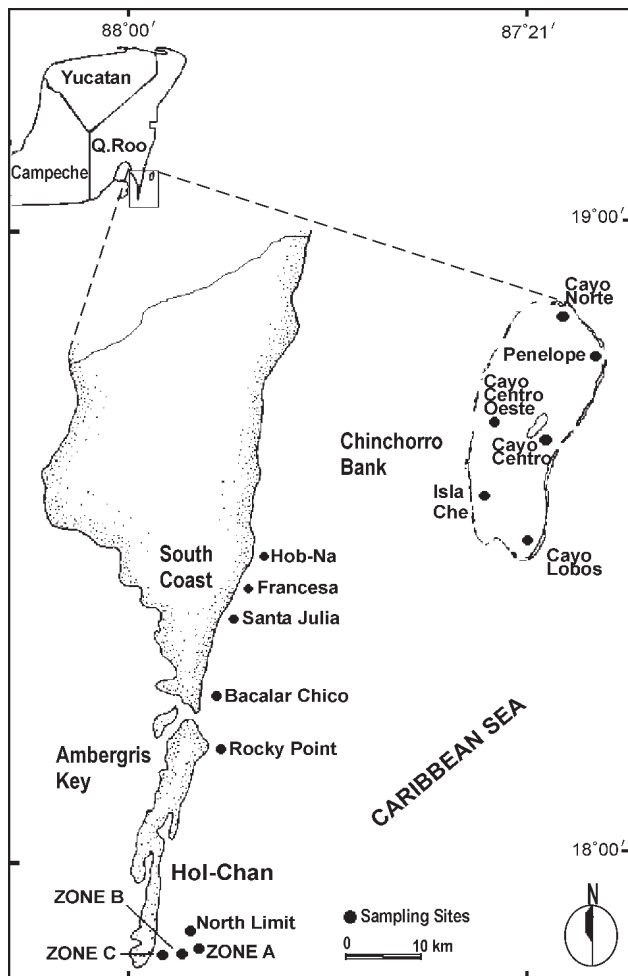 88°00′
87°21′
Yucatan
Q.Roo
Campeche
19°00′
Cayo
Norte
Penelope
Cayo
Centro
Oeste
Chinchorro
Bank
Cayo
Centro
Isla
Che
Cayo
Lobos
South
Coast
Hob-Na
Francesa
Santa Julia
Bacalar Chico
Ambergris
Key
Rocky Point
CARIBBEAN SEA
18°00′
Hol-Chan
ZONE B
North Limit
ZONE C
ZONE A
Sampling Sites
0 10 km
N